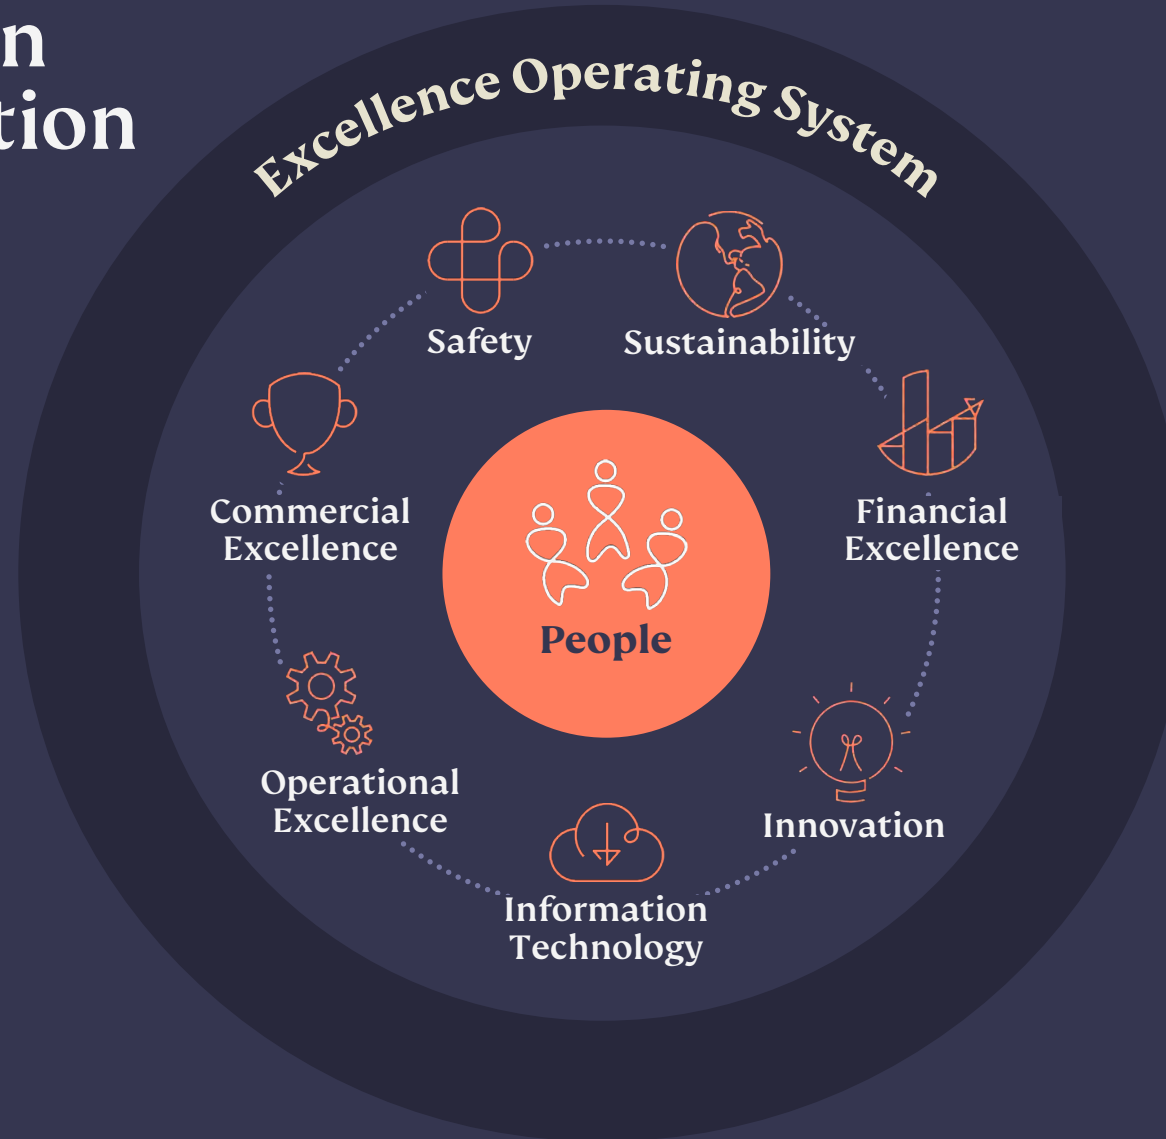 n
tion
Excellence Operating System
Safety
Sustainability
Commercial
Excellence
Financial
Excellence
People
Operational
Excellence
Innovation
Information
Technology